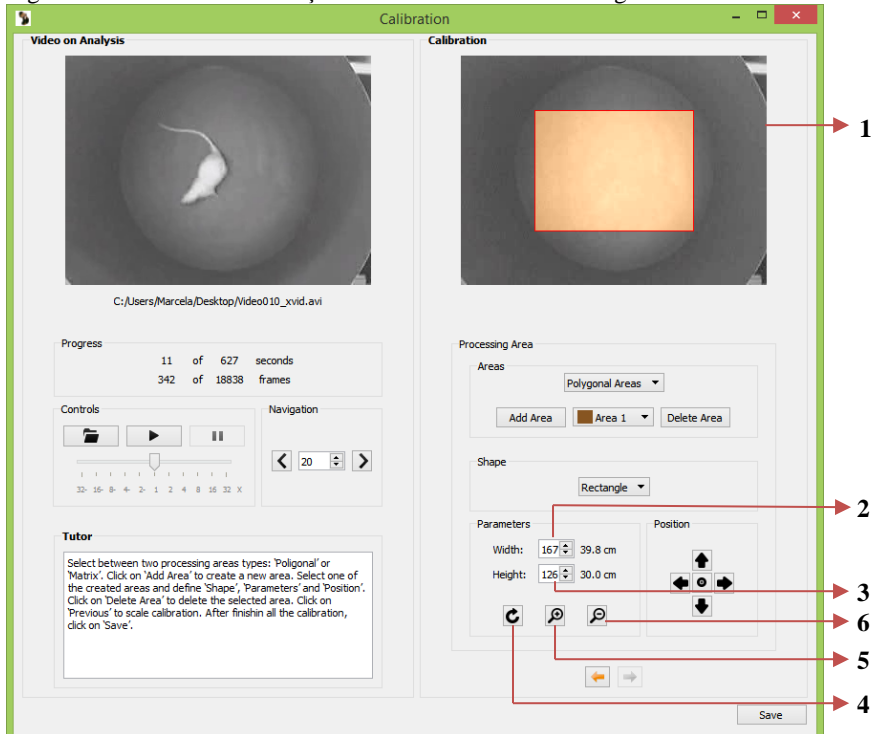 Calibration
Video on Analysis
Calibration
1
C:/Users/Marcela/Desktop/Video010_xvid.avi
Progress
11 of 627 seconds
342 of 18838 frames
Controls
Navigation
20
32- 16- 8- 4- 2- 1 2 4 8 16 32 X
Tutor
Select between two processing areas types: 'Poligonal' or
'Matrix'. Click on 'Add Area' to create a new area. Select one of
the created areas and define 'Shape', 'Parameters' and 'Position'.
Click on 'Delete Area' to delete the selected area. Click on
'Previous' to scale calibration. After finishin all the calibration,
click on 'Save'.
Processing Area
Areas
Polygonal Areas
Add Area
Area 1
Delete Area
Shape
Rectangle
2
Parameters
Position
Width: 167 39.8 cm
Height: 126 30.0 cm
3
6
5
4
Save